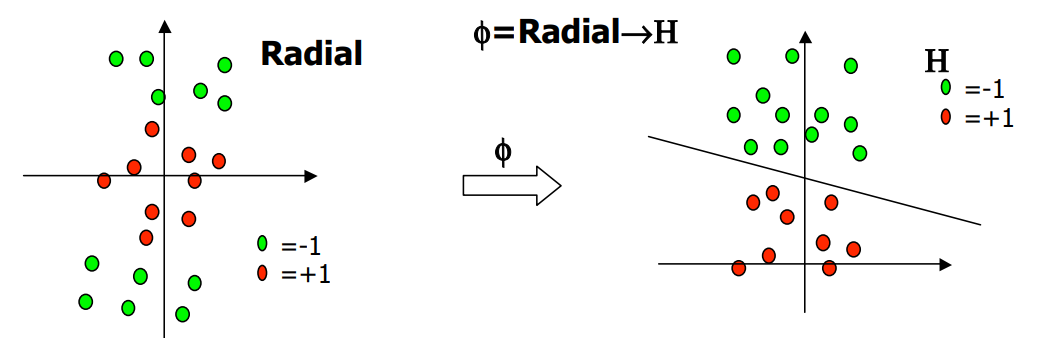 Radial
=-1
=+1
ϕ=Radial→H
ϕ
H
=-1
=+1